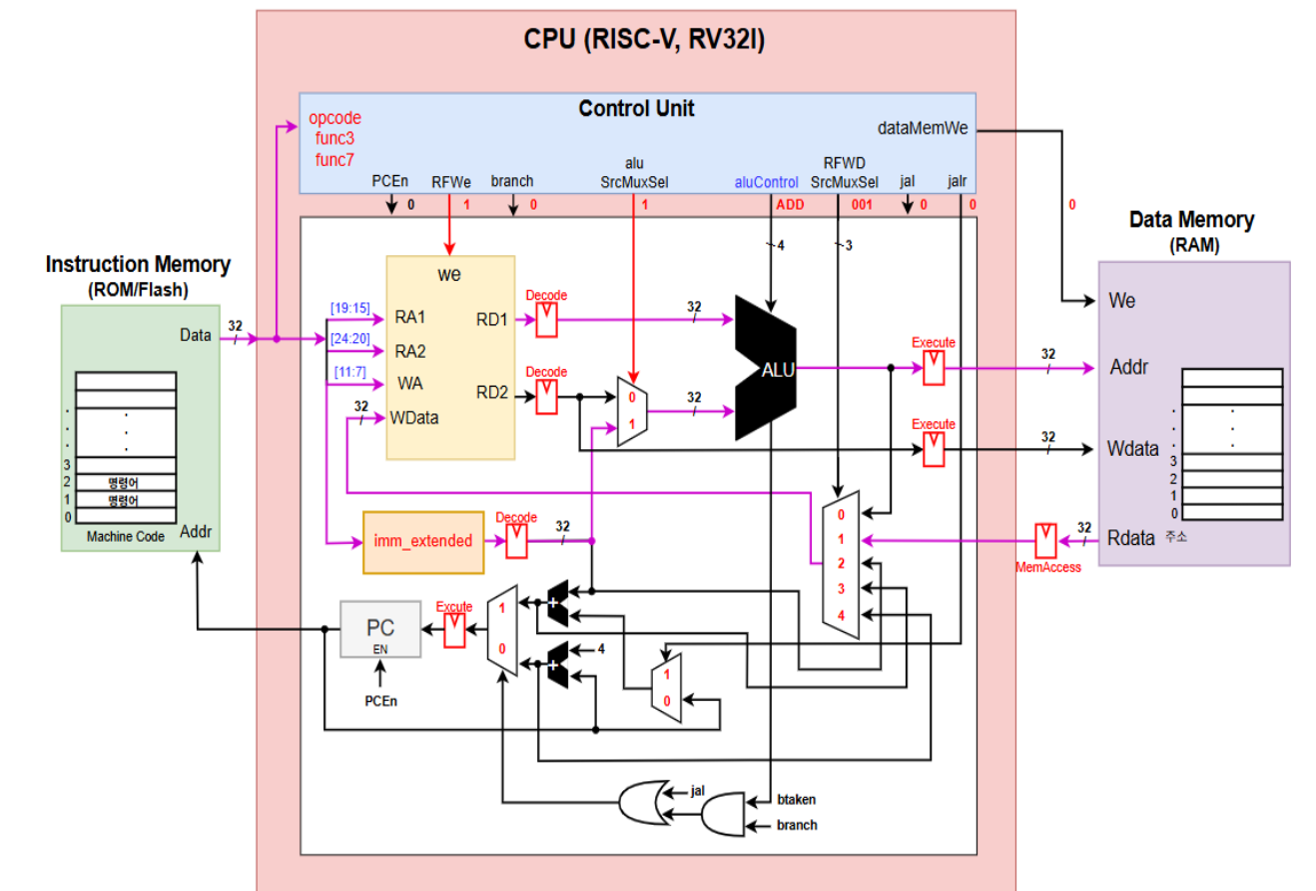 CPU (RISC-V, RV32I)
Control Unit
opcode
func3
func7
dataMemWe
PCEn
RFWe
branch
alu
SrcMuxSel
aluControl
RFWD
SrcMuxSel
jal
jalr
0
1
0
1
ADD
001
0
0
0
4
3
Instruction Memory
(ROM/Flash)
Data
32
.
.
.
.
3
2
1
0
명령어
명령어
Machine Code
Addr
we
[19:15]
RA1
[24:20]
RA2
[11:7]
WA
32
WData
RD1
RD2
Decode
Decode
32
0
1
32
ALU
Execute
32
Execute
32
imm_extended
Decode
32
0
1
2
3
4
MemAccess
32
Data Memory
(RAM)
We
Addr
Wdata
Rdata
주소
.
.
.
.
3
2
1
0
PC
EN
PCEn
Excute
1
0
+
+
4
1
0
jal
btaken
branch